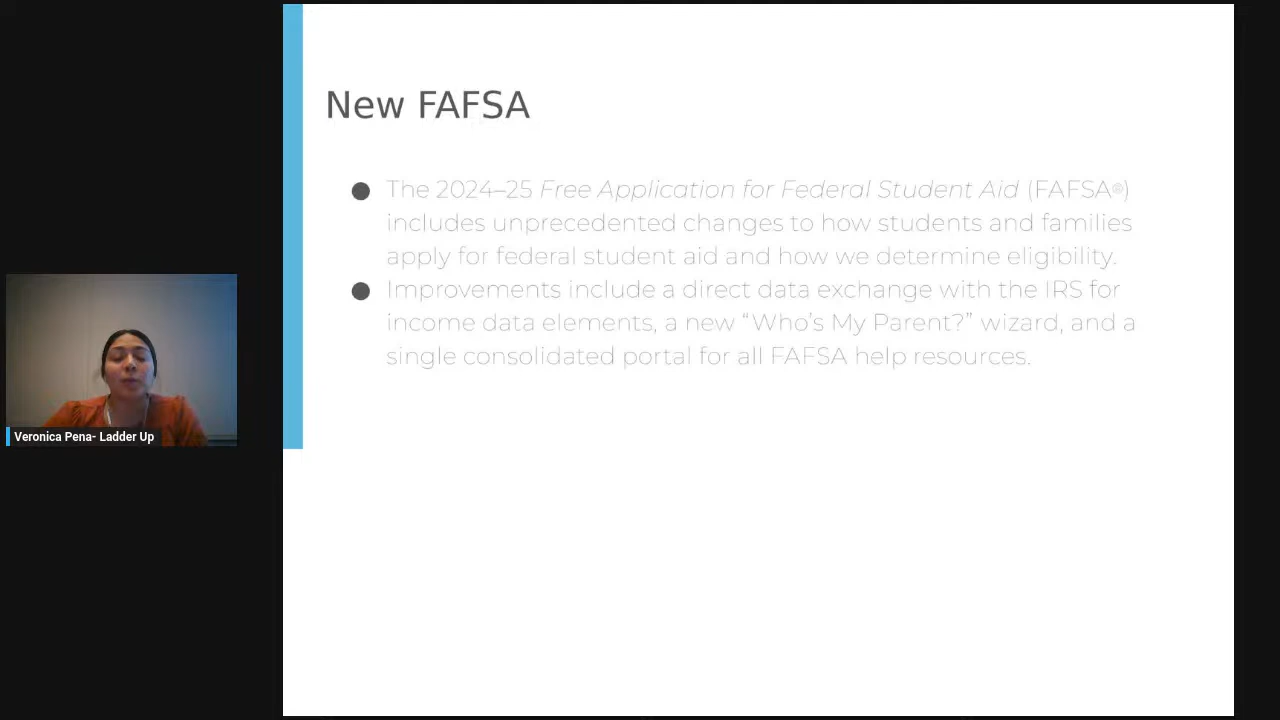 New FAFSA
● The 2024–25 Free Application for Federal Student Aid (FAFSA®)
includes unprecedented changes to how students and families
apply for federal student aid and how we determine eligibility.
● Improvements include a direct data exchange with the IRS for
income data elements, a new “Who’s My Parent?” wizard, and a
single consolidated portal for all FAFSA help resources.
Veronica Pena- Ladder Up